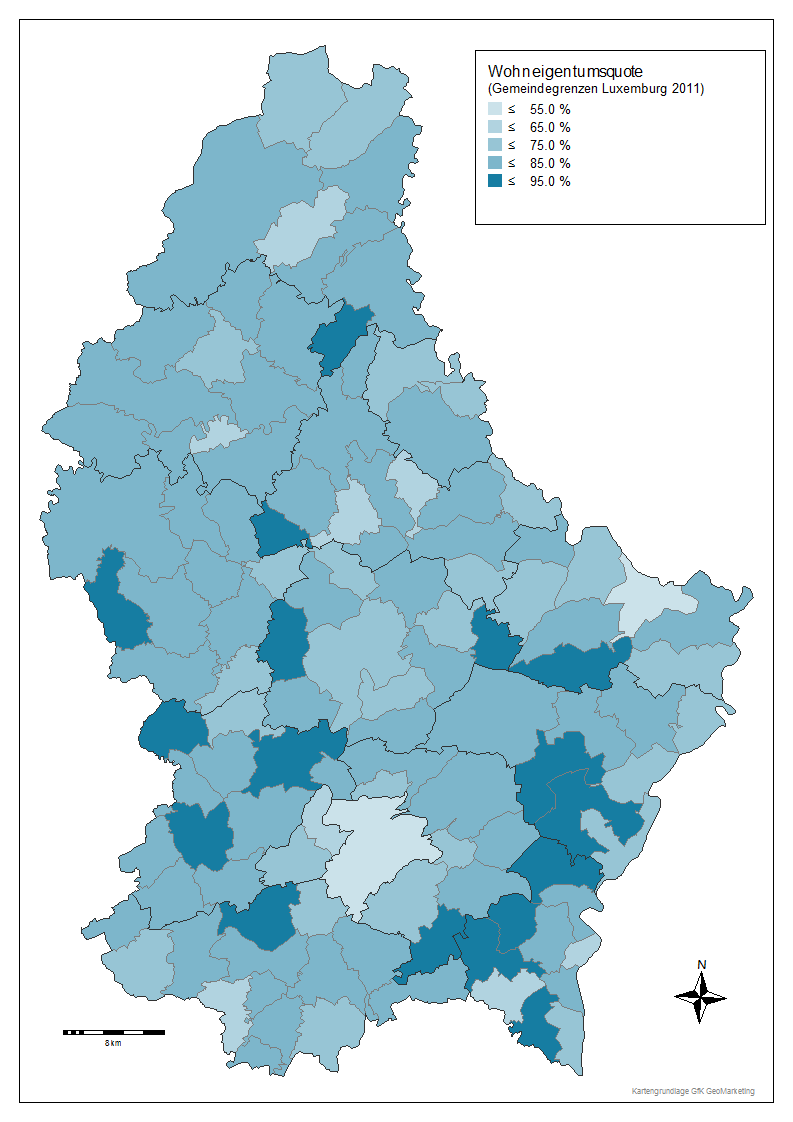 Wohneigentumsquote
(Gemeindegrenzen Luxemburg 2011)
≤ 55.0 %
≤ 65.0 %
≤ 75.0 %
≤ 85.0 %
≤ 95.0 %
N
8 km
Kartengrundlage GfK GeoMarketing